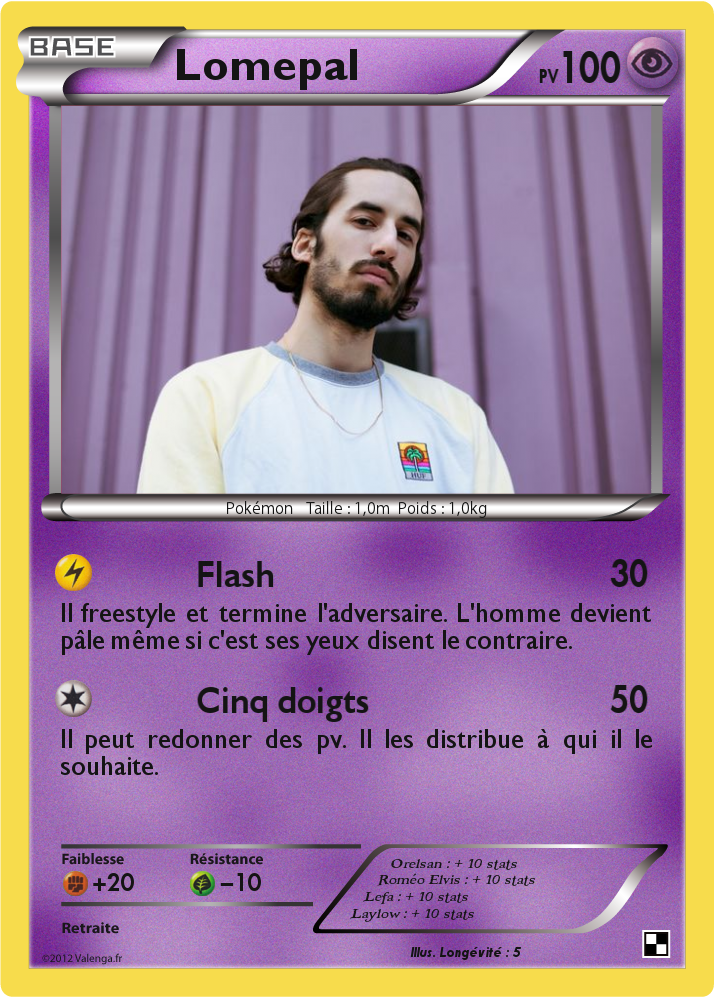 BASE
Lomepal
PV 100
HUF
Pokémon Taille : 1,0m Poids : 1,0kg
Flash 30
Il freestyle et termine l'adversaire. L'homme devient
pâle même si c'est ses yeux disent le contraire.
Cinq doigts 50
Il peut redonner des pv. Il les distribue à qui il le
souhaite.
Faiblesse Résistance
+20 −10
Orelsan : + 10 stats
Roméo Elvis : + 10 stats
Lefa : + 10 stats
Laylow : + 10 stats
Retraite
Illus. Longévité : 5
©2012 Valenga.fr